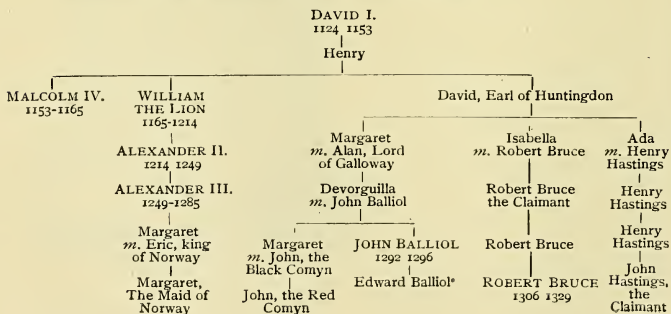 DAVID I.
1124 1153
Henry
MALCOLM IV.
1153-1165
WILLIAM
THE LION
1165-1214
ALEXANDER II.
1214 1249
ALEXANDER III.
1249-1285
Margaret
m. Eric, king
of Norway
Margaret,
The Maid of
Norway
David, Earl of Huntingdon
Margaret
m. Alan, Lord
of Galloway
Devorguilla
m. John Balliol
Margaret
m. John, the
Black Comyn
John, the Red
Comyn
JOHN BALLIOL
1292 1296
Edward Balliol*
Isabella
m. Robert Bruce
Robert Bruce
the Claimant
Robert Bruce
ROBERT BRUCE
1306 1329
Ada
m. Henry
Hastings
Henry
Hastings
Henry
Hastings
John
Hastings,
the
Claimant